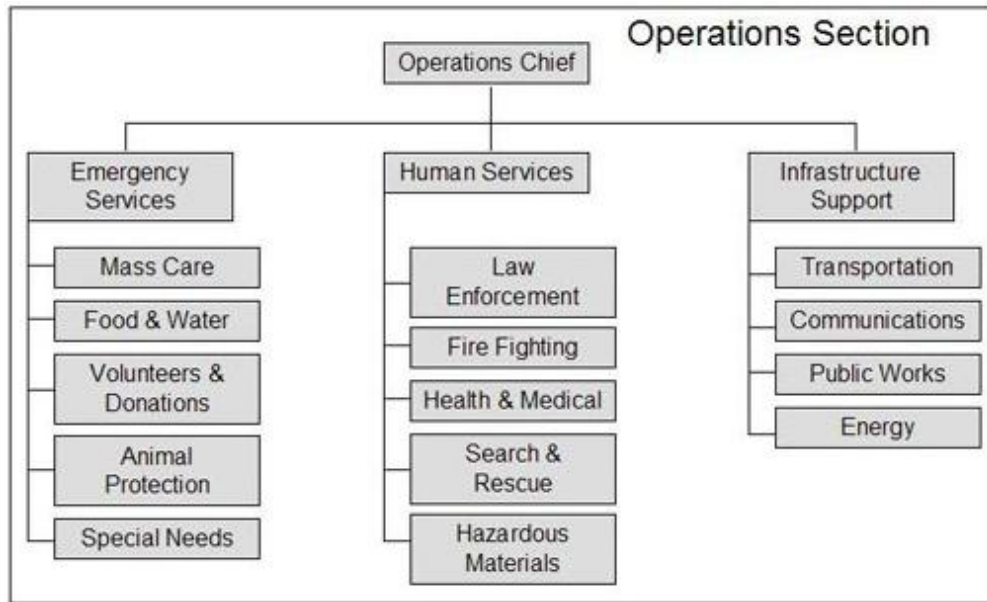 Operations Section
Operations Chief
Emergency
Services
Mass Care
Food & Water
Volunteers &
Donations
Animal
Protection
Special Needs
Human Services
Law
Enforcement
Fire Fighting
Health & Medical
Search &
Rescue
Hazardous
Materials
Infrastructure
Support
Transportation
Communications
Public Works
Energy